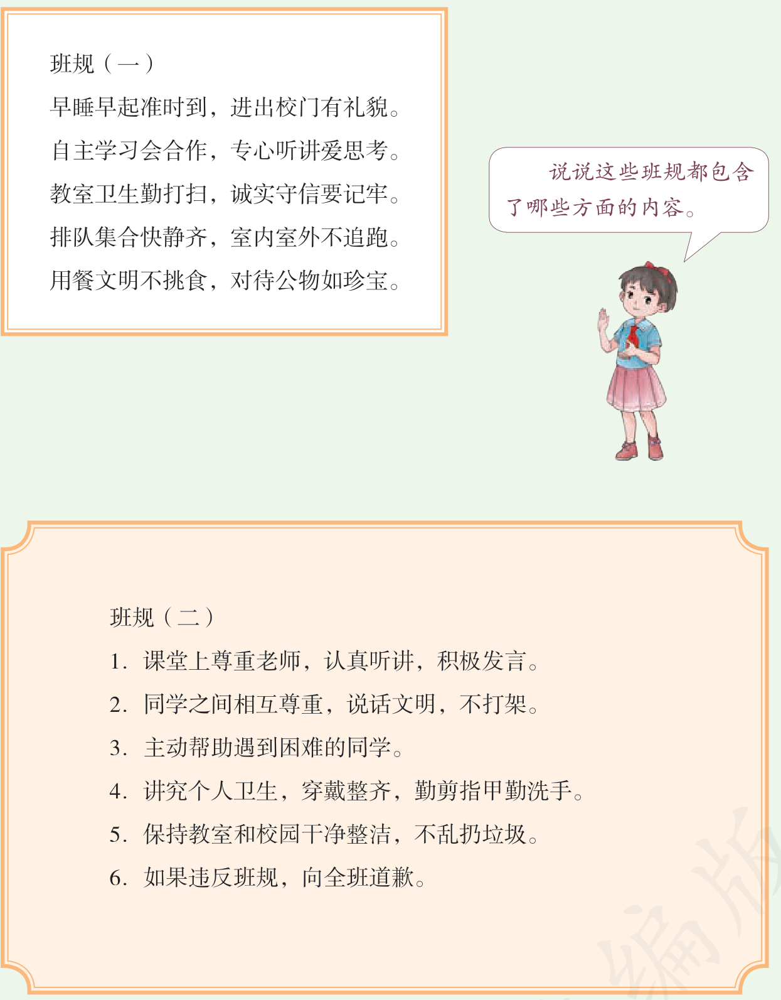 班规（一）
早睡早起准时到，进出校门有礼貌。
自主学习会合作，专心听讲爱思考。
教室卫生勤打扫，诚实守信要记牢。
排队集合快静齐，室内室外不追跑。
用餐文明不挑食，对待公物如珍宝。
说说这些班规都包含
了哪些方面的内容。
班规（二）
1. 课堂上尊重老师，认真听讲，积极发言。
2. 同学之间相互尊重，说话文明，不打架。
3. 主动帮助遇到困难的同学。
4. 讲究个人卫生，穿戴整齐，勤剪指甲勤洗手。
5. 保持教室和校园干净整洁，不乱扔垃圾。
6. 如果违反班规，向全班道歉。
编版